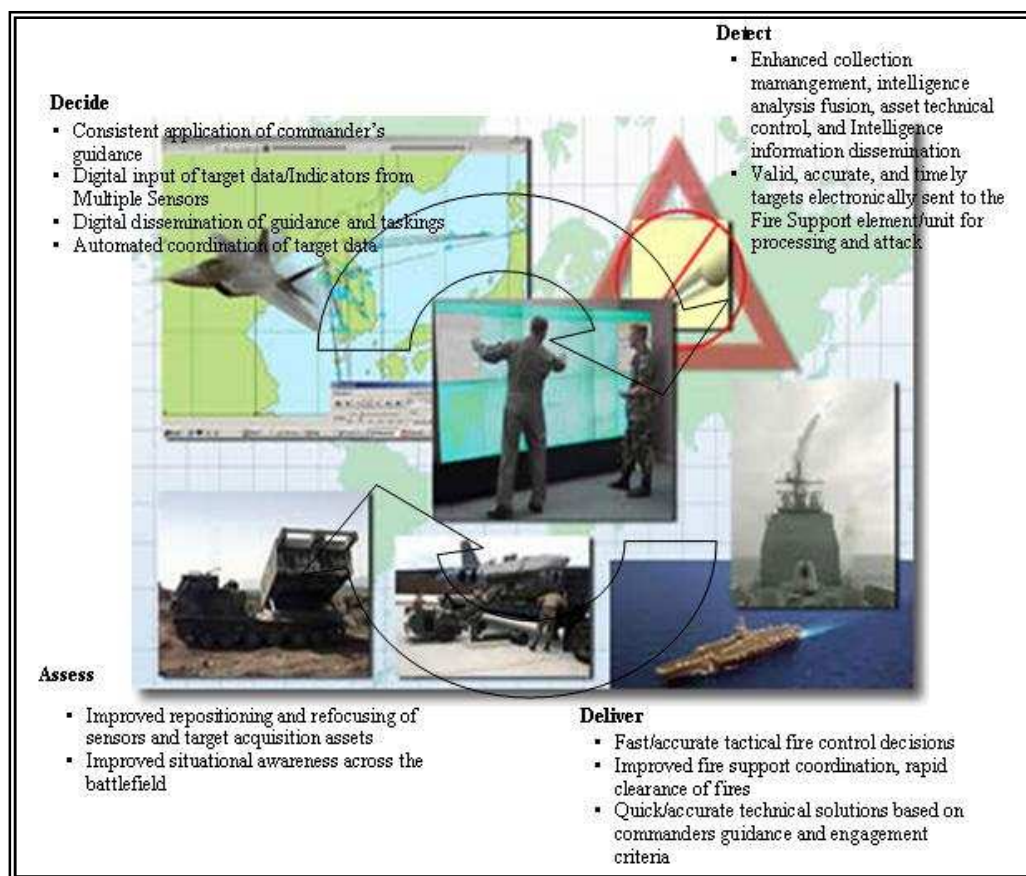 Decide
▪ Consistent application of commander's
guidance
▪ Digital input of target data/Indicators from
Multiple Sensors
▪ Digital dissemination of guidance and taskings
▪ Automated coordination of target data
Detect
▪ Enhanced collection
mamangement, intelligence
analysis fusion, asset technical
control, and Intelligence
information dissemination
▪ Valid, accurate, and timely
targets electronically sent to the
Fire Support element/unit for
processing and attack
Assess
▪ Improved repositioning and refocusing of
sensors and target acquisition assets
▪ Improved situational awareness across the
battlefield
Deliver
▪ Fast/accurate tactical fire control decisions
▪ Improved fire support coordination, rapid
clearance of fires
▪ Quick/accurate technical solutions based on
commanders guidance and engagement
criteria